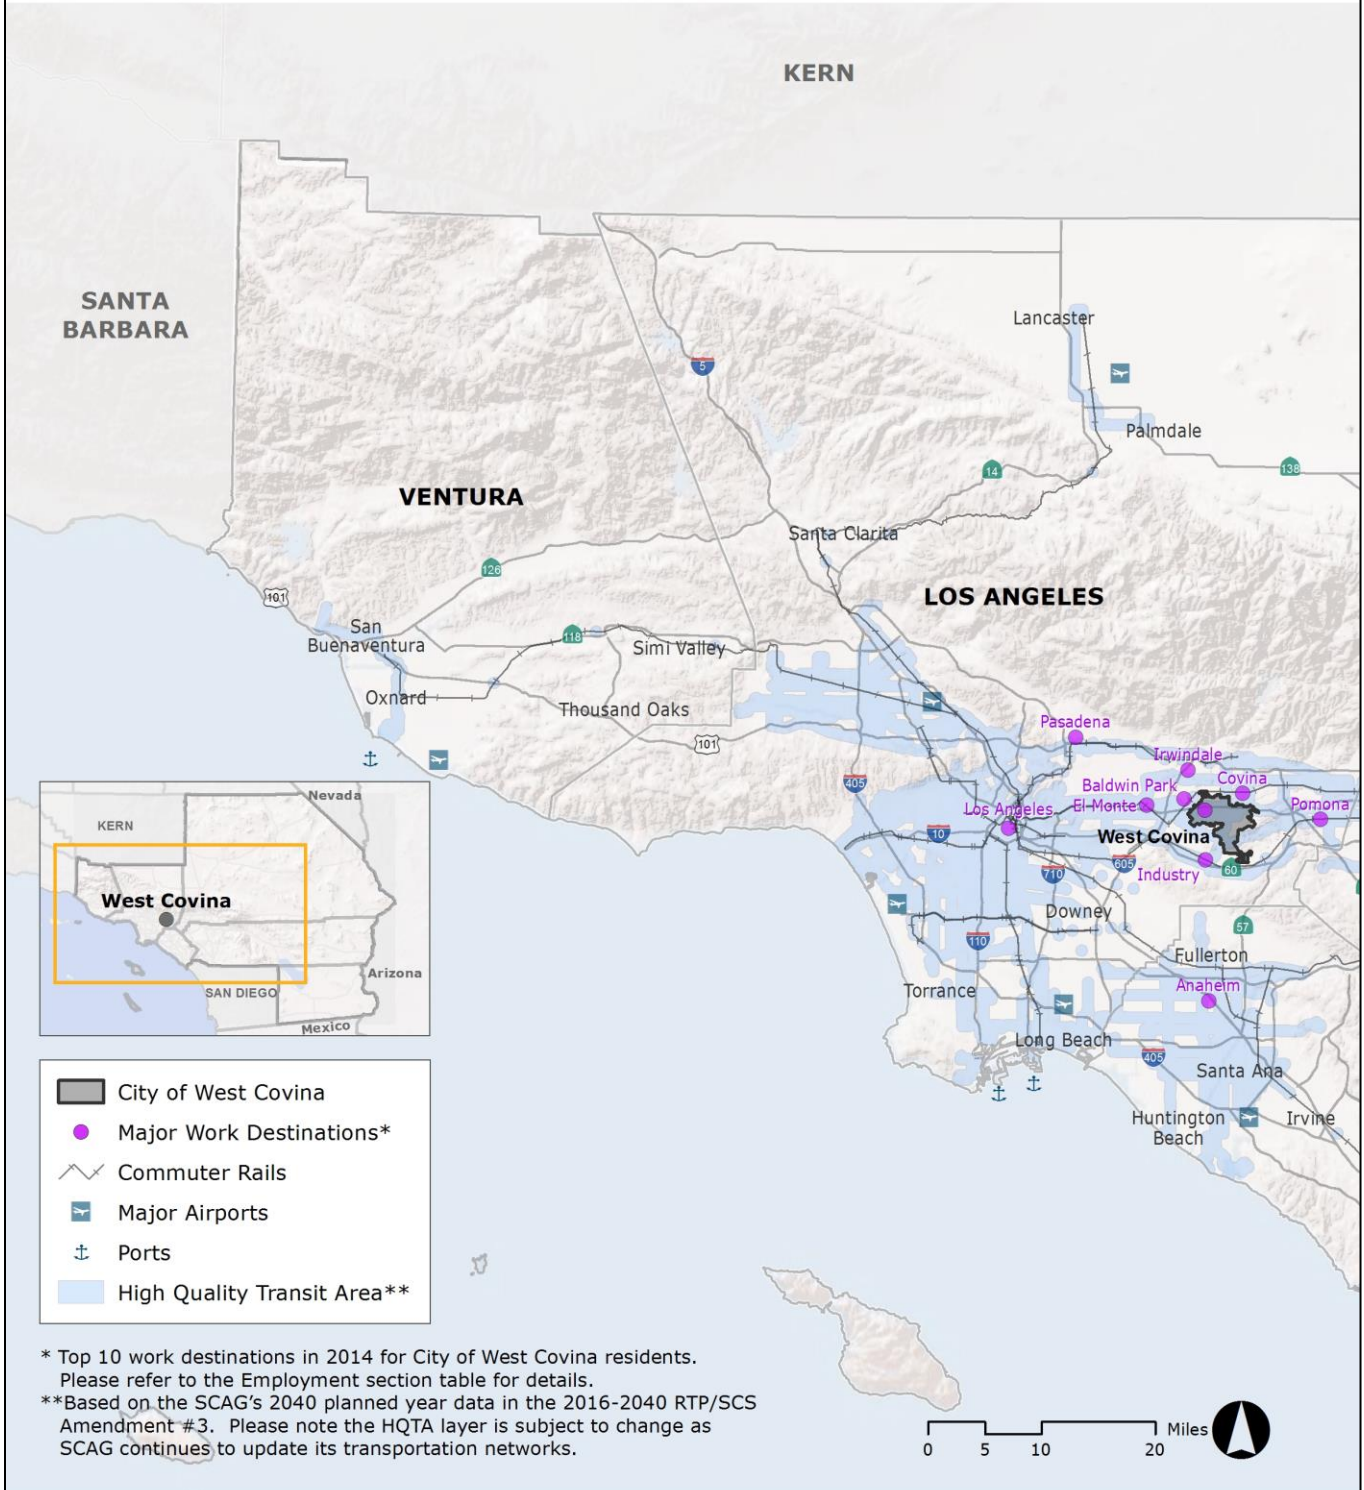 KERN
SANTA
BARBARA
Lancaster
5
Palmdale
14
138
VENTURA
Santa Clarita
126
LOS ANGELES
101
San
Buenaventura
118
Simi Valley
Oxnard
Thousand Oaks
101
Pasadena
Irwindale
405
Baldwin Park
Covina
Los Angeles
El Monte
Pomona
10
West Covina
605
60
710
Industry
Downey
57
110
Fullerton
Torrance
Anaheim
Long Beach
405
Santa Ana
Huntington
Beach
Irvine
Nevada
KERN
West Covina
Arizona
SAN DIEGO
Mexico
City of West Covina
Major Work Destinations*
Commuter Rails
Major Airports
Ports
High Quality Transit Area**
* Top 10 work destinations in 2014 for City of West Covina residents.
Please refer to the Employment section table for details.
**Based on the SCAG's 2040 planned year data in the 2016-2040 RTP/SCS
Amendment #3. Please note the HQTA layer is subject to change as
SCAG continues to update its transportation networks.
Miles
0 5 10 20